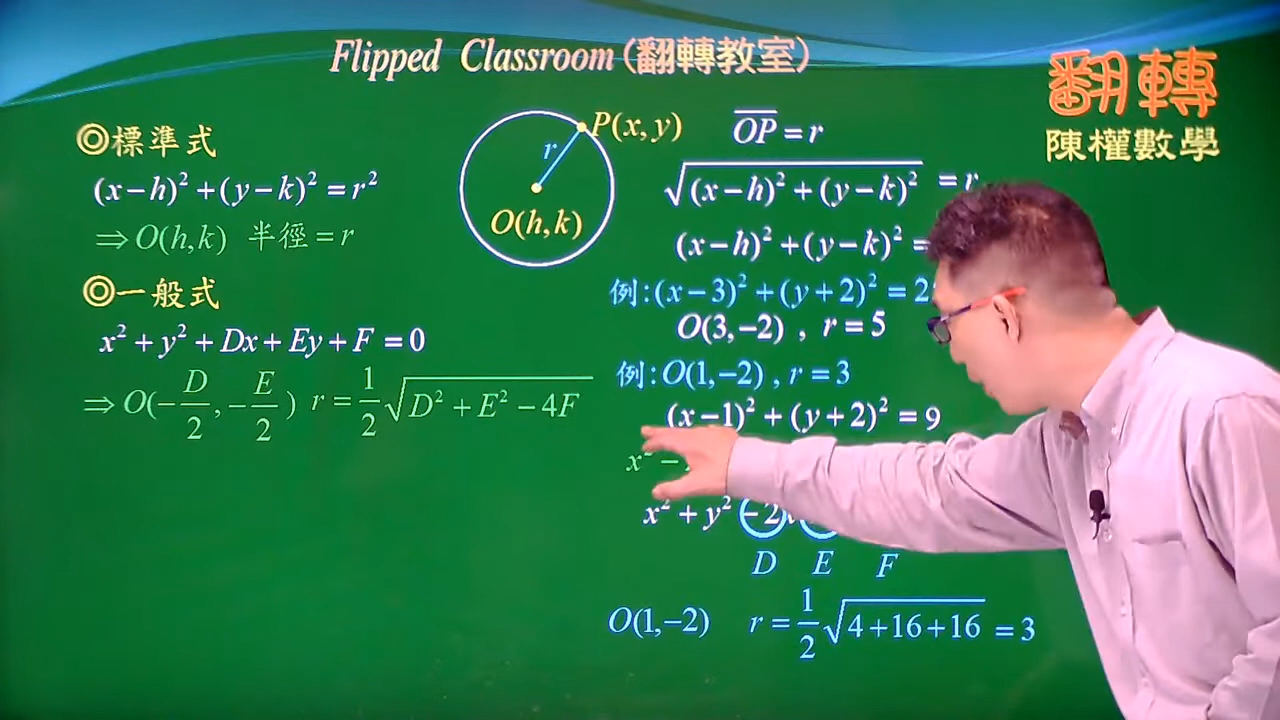 Flipped Classroom(翻轉教室)
翻轉
陳權數學
◎標準式
(x-h)²+(y-k)²=r²
⇒O(h,k) 半徑=r
◎一般式
x²+y²+Dx+Ey+F=0
⇒O(-D/2,-E/2) r=1/2√(D²+E²-4F)
P(x,y)
r
O(h,k)
OP=r
√((x-h)²+(y-k)²) =r
(x-h)²+(y-k)²=
例:(x-3)²+(y+2)²=2
O(3,-2), r=5
例:O(1,-2), r=3
(x-1)²+(y+2)²=9
x²-
x²+y²-2x
D E F
O(1,-2) r=1/2√(4+16+16) =3